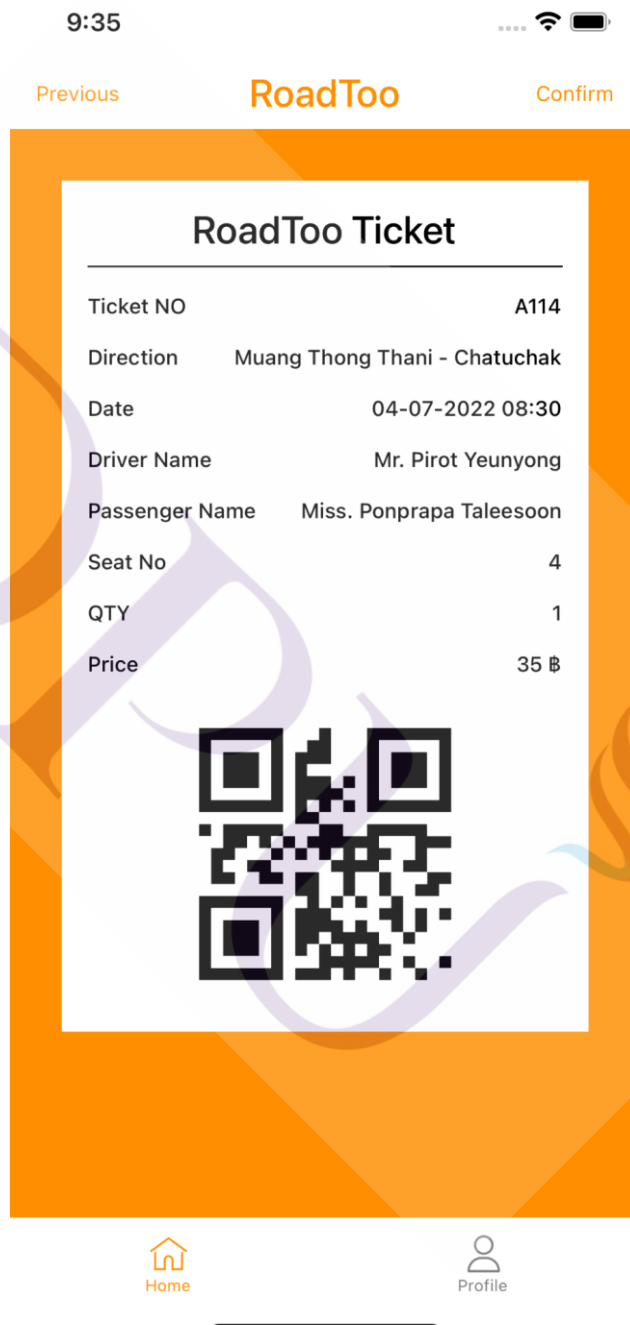 9:35
Previous RoadToo Confirm
RoadToo Ticket
Ticket NO A114
Direction Muang Thong Thani - Chatuchak
Date 04-07-2022 08:30
Driver Name Mr. Pirot Yeunyong
Passenger Name Miss. Ponprapa Taleesoon
Seat No 4
QTY 1
Price 35 ฿
DPU
Home Profile